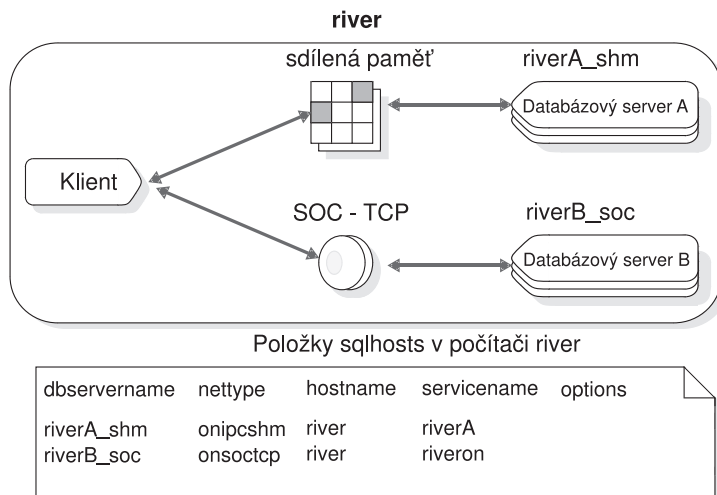 river
sdílená paměť
riverA_shm
Databázový server A
Klient
SOC - TCP
riverB_soc
Databázový server B
Položky sqlhosts v počítači river
dbservername nettype hostname servicename options
riverA_shm onipcshm river riverA
riverB_soc onsoctcp river riveron